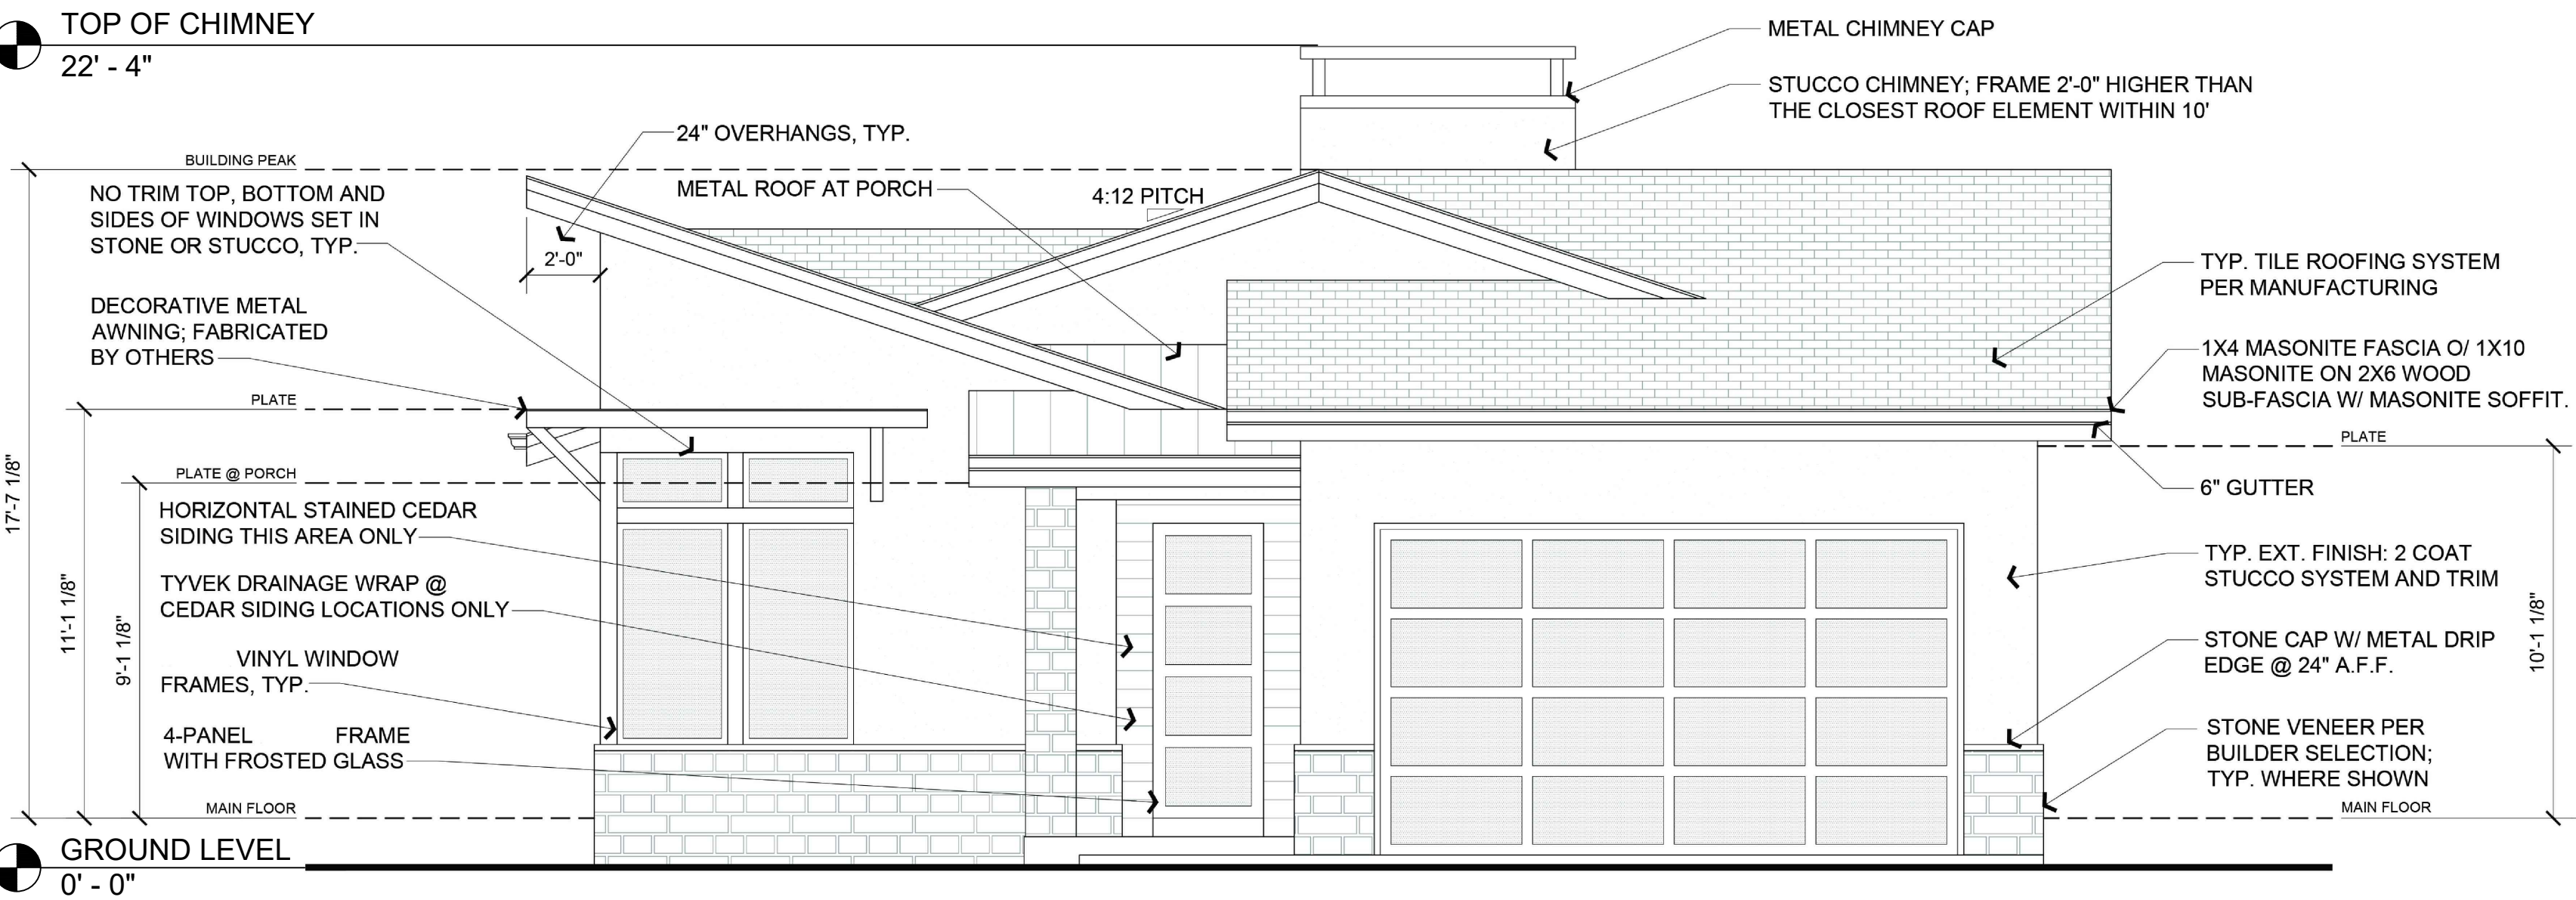 TOP OF CHIMNEY
22' - 4"
METAL CHIMNEY CAP
STUCCO CHIMNEY; FRAME 2'-0" HIGHER THAN
THE CLOSEST ROOF ELEMENT WITHIN 10'
24" OVERHANGS, TYP.
BUILDING PEAK
METAL ROOF AT PORCH
4:12 PITCH
NO TRIM TOP, BOTTOM AND
SIDES OF WINDOWS SET IN
STONE OR STUCCO, TYP.
2'-0"
DECORATIVE METAL
AWNING; FABRICATED
BY OTHERS
TYP. TILE ROOFING SYSTEM
PER MANUFACTURING
1X4 MASONITE FASCIA O/ 1X10
MASONITE ON 2X6 WOOD
SUB-FASCIA W/ MASONITE SOFFIT.
PLATE
PLATE
PLATE @ PORCH
6" GUTTER
17'-7 1/8"
11'-1 1/8"
9'-1 1/8"
10'-1 1/8"
HORIZONTAL STAINED CEDAR
SIDING THIS AREA ONLY
TYVEK DRAINAGE WRAP @
CEDAR SIDING LOCATIONS ONLY
VINYL WINDOW
FRAMES, TYP.
4-PANEL FRAME
WITH FROSTED GLASS
TYP. EXT. FINISH: 2 COAT
STUCCO SYSTEM AND TRIM
STONE CAP W/ METAL DRIP
EDGE @ 24" A.F.F.
STONE VENEER PER
BUILDER SELECTION;
TYP. WHERE SHOWN
MAIN FLOOR
MAIN FLOOR
GROUND LEVEL
0' - 0"